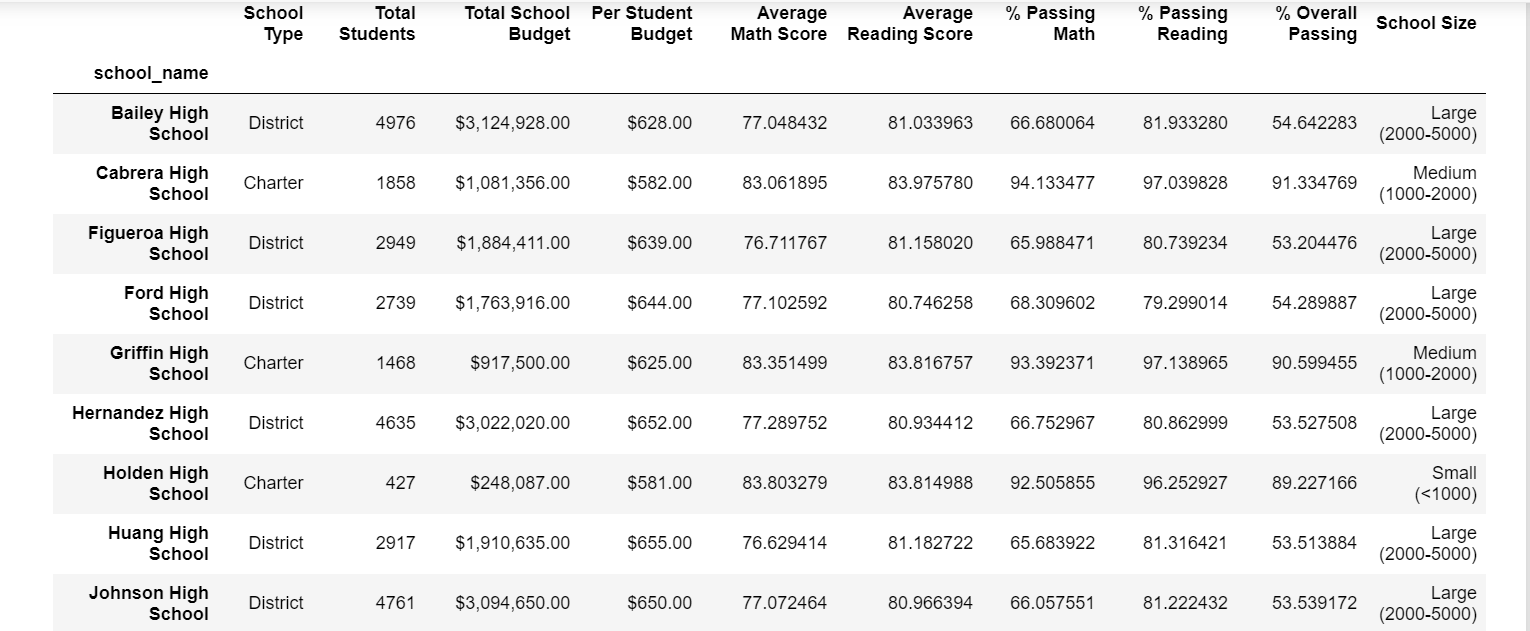 School Type Total Students Total School Budget Per Student Budget Average Math Score Average Reading Score % Passing Math % Passing Reading % Overall Passing School Size
school_name
Bailey High School District 4976 $3,124,928.00 $628.00 77.048432 81.033963 66.680064 81.933280 54.642283 Large (2000-5000)
Cabrera High School Charter 1858 $1,081,356.00 $582.00 83.061895 83.975780 94.133477 97.039828 91.334769 Medium (1000-2000)
Figueroa High School District 2949 $1,884,411.00 $639.00 76.711767 81.158020 65.988471 80.739234 53.204476 Large (2000-5000)
Ford High School District 2739 $1,763,916.00 $644.00 77.102592 80.746258 68.309602 79.299014 54.289887 Large (2000-5000)
Griffin High School Charter 1468 $917,500.00 $625.00 83.351499 83.816757 93.392371 97.138965 90.599455 Medium (1000-2000)
Hernandez High School District 4635 $3,022,020.00 $652.00 77.289752 80.934412 66.752967 80.862999 53.527508 Large (2000-5000)
Holden High School Charter 427 $248,087.00 $581.00 83.803279 83.814988 92.505855 96.252927 89.227166 Small (<1000)
Huang High School District 2917 $1,910,635.00 $655.00 76.629414 81.182722 65.683922 81.316421 53.513884 Large (2000-5000)
Johnson High School District 4761 $3,094,650.00 $650.00 77.072464 80.966394 66.057551 81.222432 53.539172 Large (2000-5000)